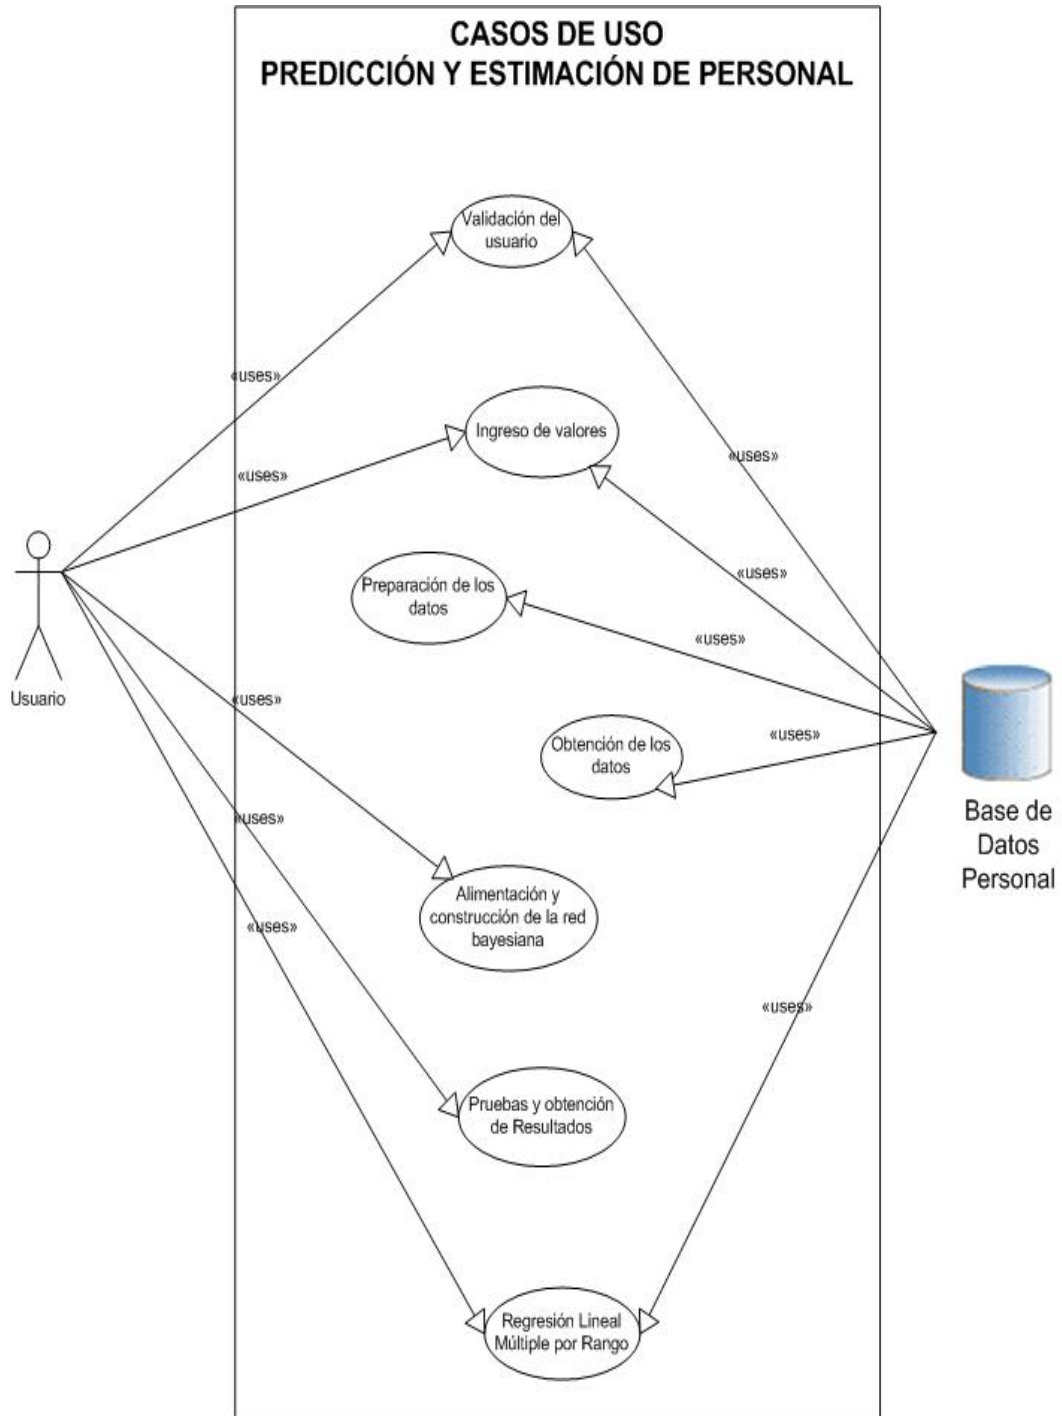 CASOS DE USO
PREDICCIÓN Y ESTIMACIÓN DE PERSONAL
Validación del
usuario
«uses»
Ingreso de valores
«uses»
«uses»
«uses»
Preparación de los
datos
«uses»
Usuario
«uses»
Obtención de los
datos
«uses»
Base de
Datos
Personal
«uses»
Alimentación y
construcción de la red
bayesiana
«uses»
«uses»
Pruebas y obtención
de Resultados
Regresión Lineal
Múltiple por Rango